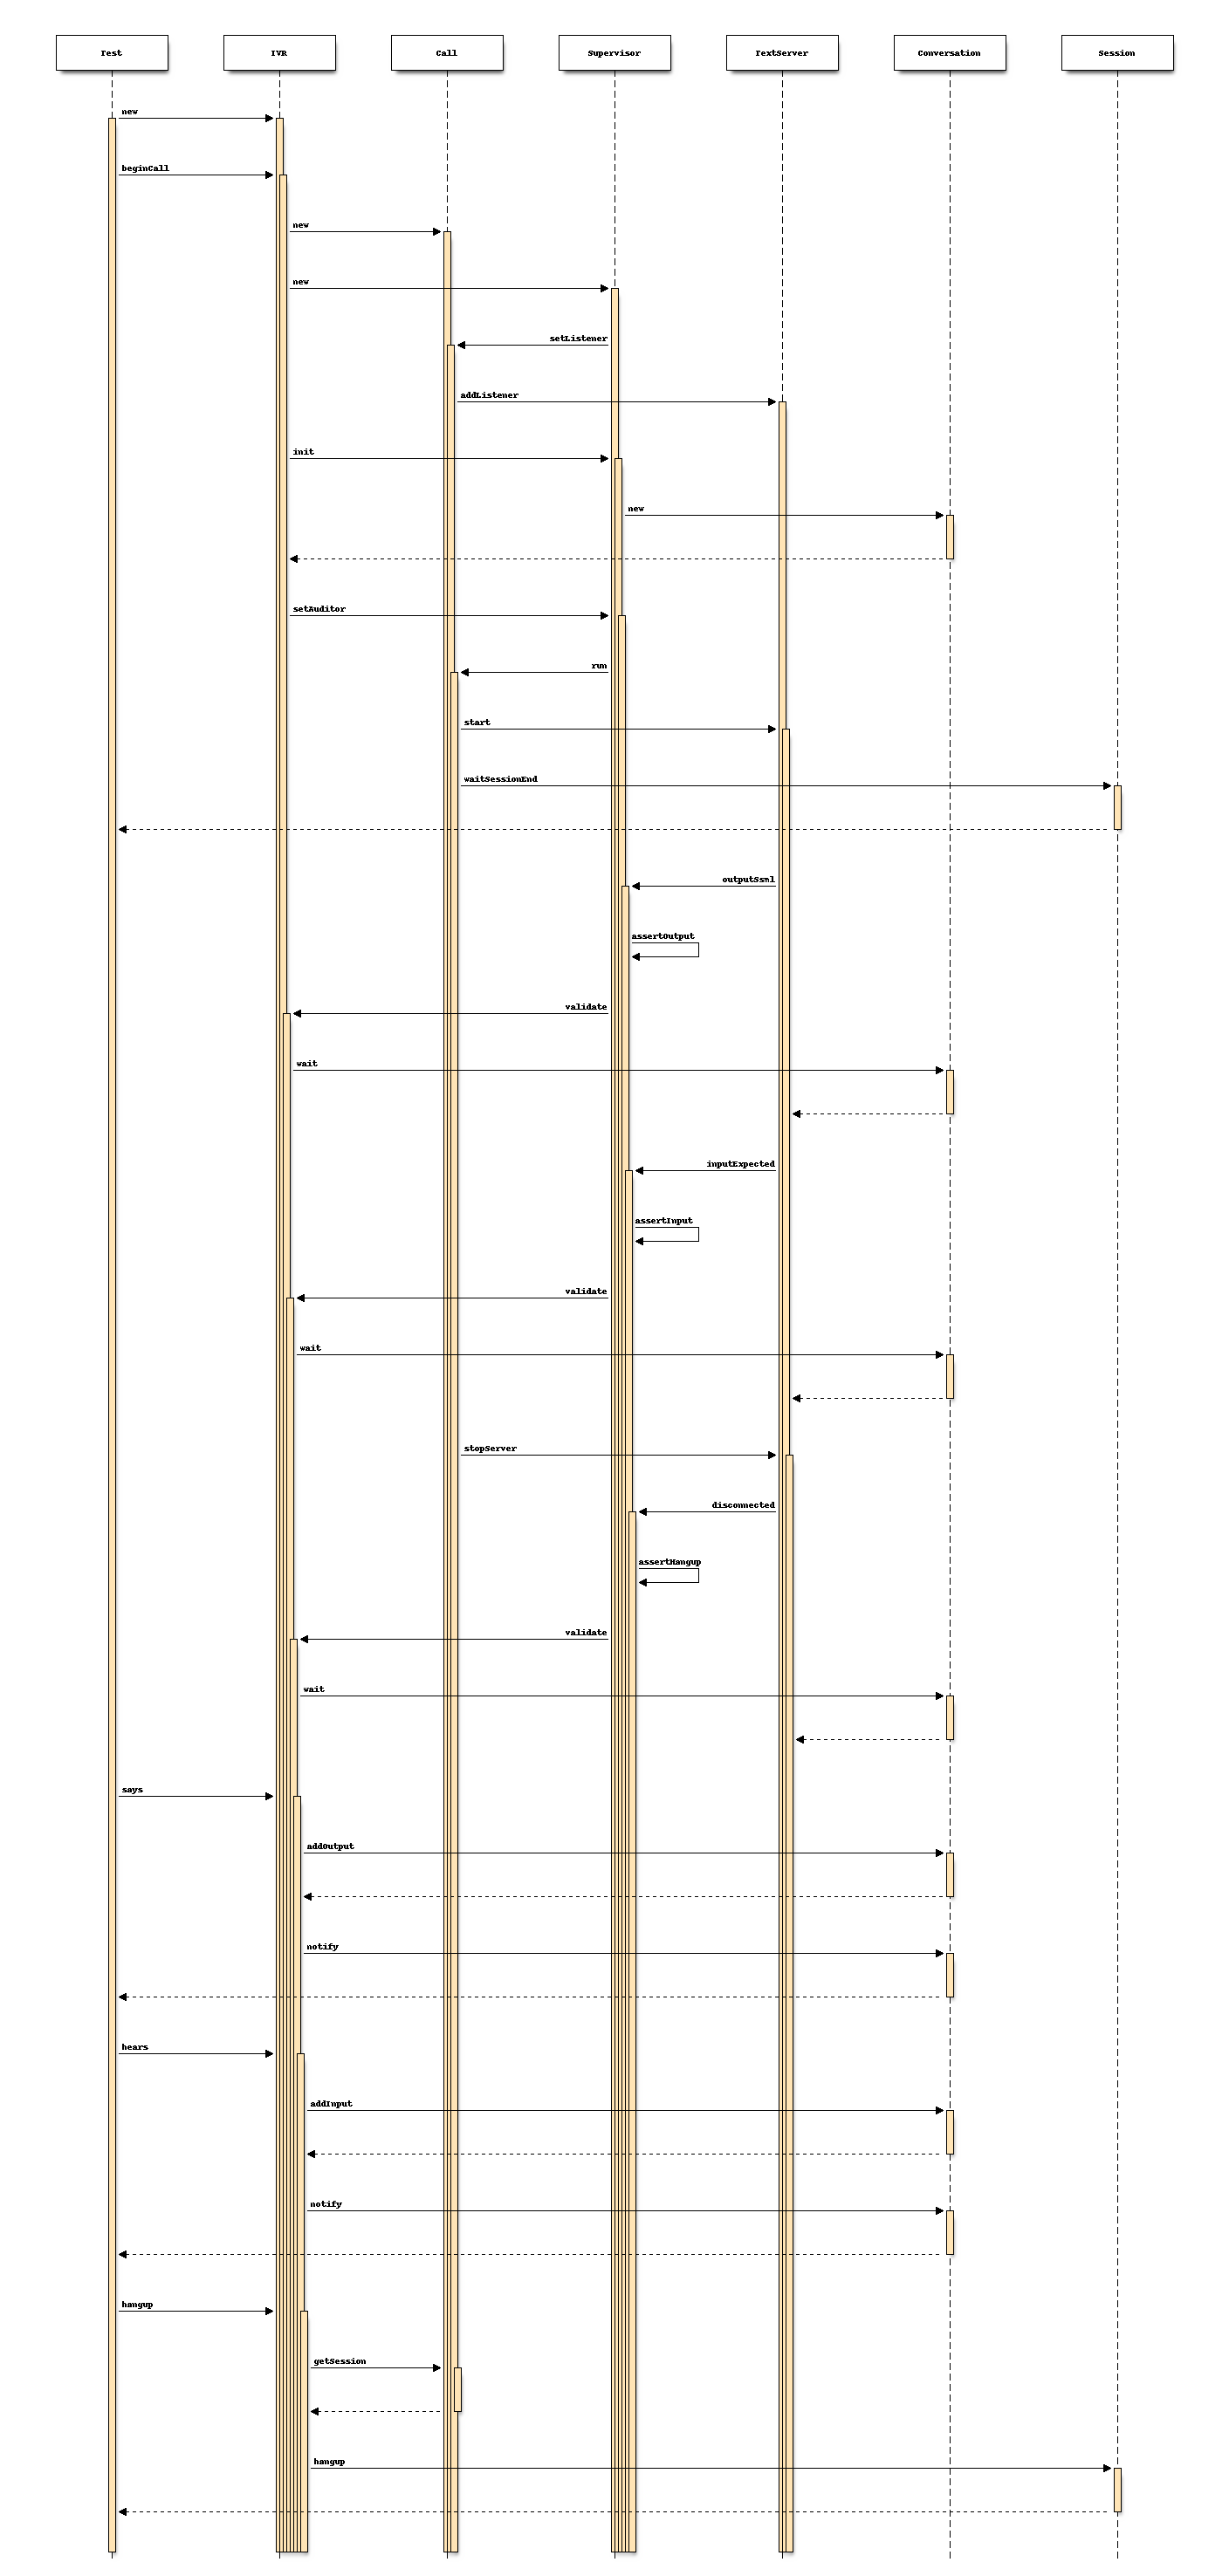 Test IVR Call Supervisor TextServer Conversation Session
new
beginCall
new
new
setListener
addListener
init
new
setAuditor
run
start
waitSessionEnd
outputSsml
assertOutput
validate
wait
inputExpected
assertInput
validate
wait
stopServer
disconnected
assertHangup
validate
wait
says
addOutput
notify
hears
addInput
notify
hangup
getSession
hangup